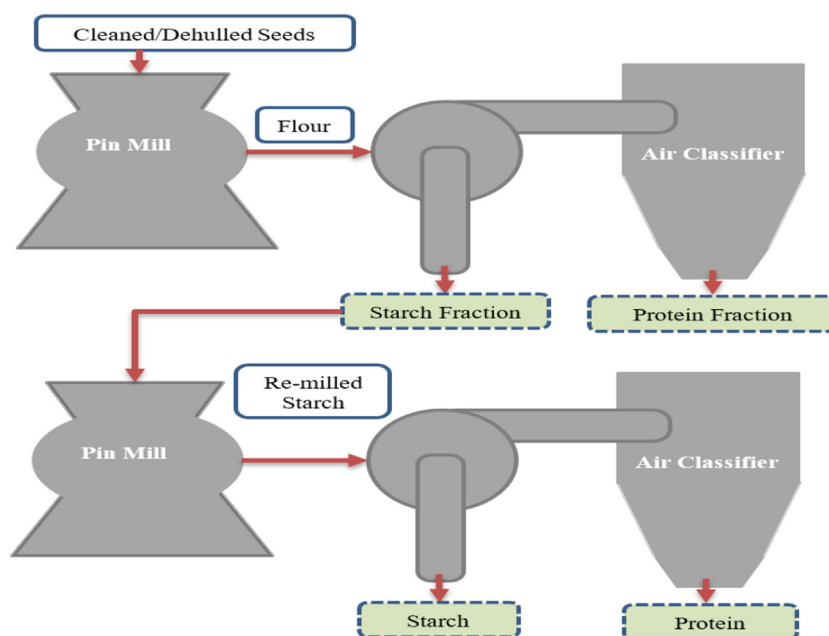 Cleaned/Dehulled Seeds
Pin Mill
Flour
Air Classifier
Starch Fraction
Protein Fraction
Re-milled
Starch
Pin Mill
Air Classifier
Starch
Protein